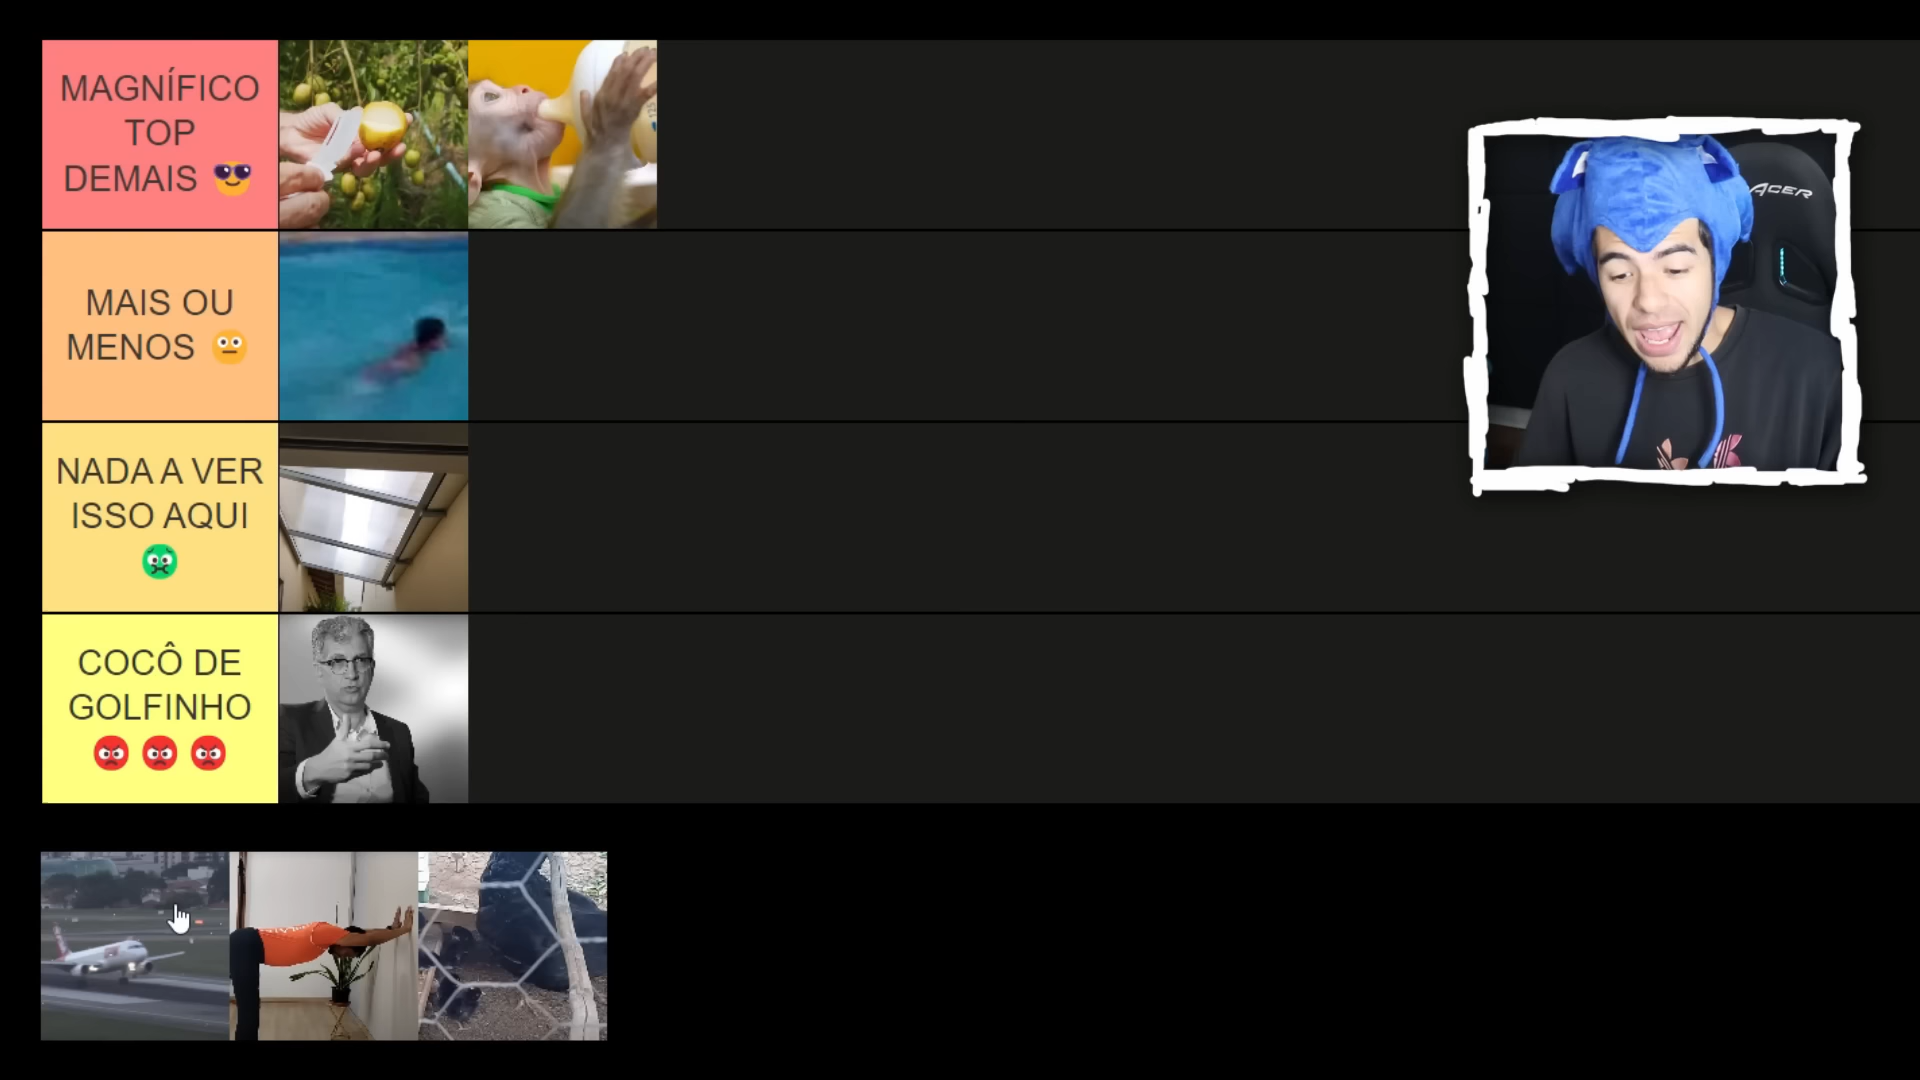 MAGNÍFICO
TOP
DEMAIS 😎
MAIS OU
MENOS 😐
NADA A VER
ISSO AQUI
🤢
COCÔ DE
GOLFINHO
😡 😡 😡
ACER